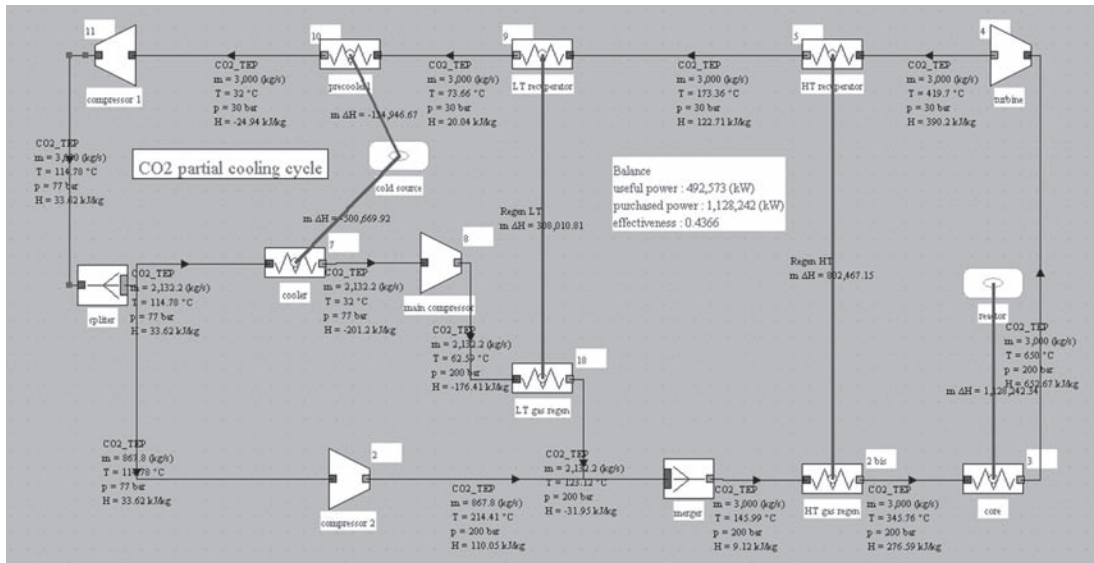 11
compressor 1
CO2_TEP
m = 3,000 (kg/s)
T = 32 °C
p = 30 bar
H = -24.94 kJ/kg
10
precooler1
CO2_TEP
m = 3,000 (kg/s)
T = 73.66 °C
p = 30 bar
H = 20.04 kJ/kg
9
LT recuperator
CO2_TEP
m = 3,000 (kg/s)
T = 173.36 °C
p = 30 bar
H = 122.71 kJ/kg
5
HT recuperator
CO2_TEP
m = 3,000 (kg/s)
T = 419.7 °C
p = 30 bar
H = 390.2 kJ/kg
4
turbine
m ΔH = -134,946.67
CO2_TEP
m = 3,000 (kg/s)
T = 114.78 °C
p = 77 bar
H = 33.62 kJ/kg
CO2 partial cooling cycle
cold source
Balance
useful power : 492,573 (kW)
purchased power : 1,128,242 (kW)
effectiveness : 0.4366
m ΔH = -500,669.92
Regen LT
m ΔH = 308,010.81
Regen HT
m ΔH = 802,467.15
spliter
CO2_TEP
m = 2,132.2 (kg/s)
T = 114.78 °C
p = 77 bar
H = 33.62 kJ/kg
7
cooler
CO2_TEP
m = 2,132.2 (kg/s)
T = 32 °C
p = 77 bar
H = -201.2 kJ/kg
8
main compressor
CO2_TEP
m = 2,132.2 (kg/s)
T = 62.59 °C
p = 200 bar
H = -176.41 kJ/kg
18
LT gas regen
reactor
CO2_TEP
m = 3,000 (kg/s)
T = 650 °C
p = 200 bar
H = 652.67 kJ/kg
m ΔH = 1,128,242.34
CO2_TEP
m = 867.8 (kg/s)
T = 114.78 °C
p = 77 bar
H = 33.62 kJ/kg
2
compressor 2
CO2_TEP
m = 867.8 (kg/s)
T = 214.41 °C
p = 200 bar
H = 110.05 kJ/kg
CO2_TEP
m = 2,132.2 (kg/s)
T = 123.12 °C
p = 200 bar
H = -31.95 kJ/kg
merger
CO2_TEP
m = 3,000 (kg/s)
T = 145.99 °C
p = 200 bar
H = 9.12 kJ/kg
2 bis
HT gas regen
CO2_TEP
m = 3,000 (kg/s)
T = 345.76 °C
p = 200 bar
H = 276.59 kJ/kg
3
core